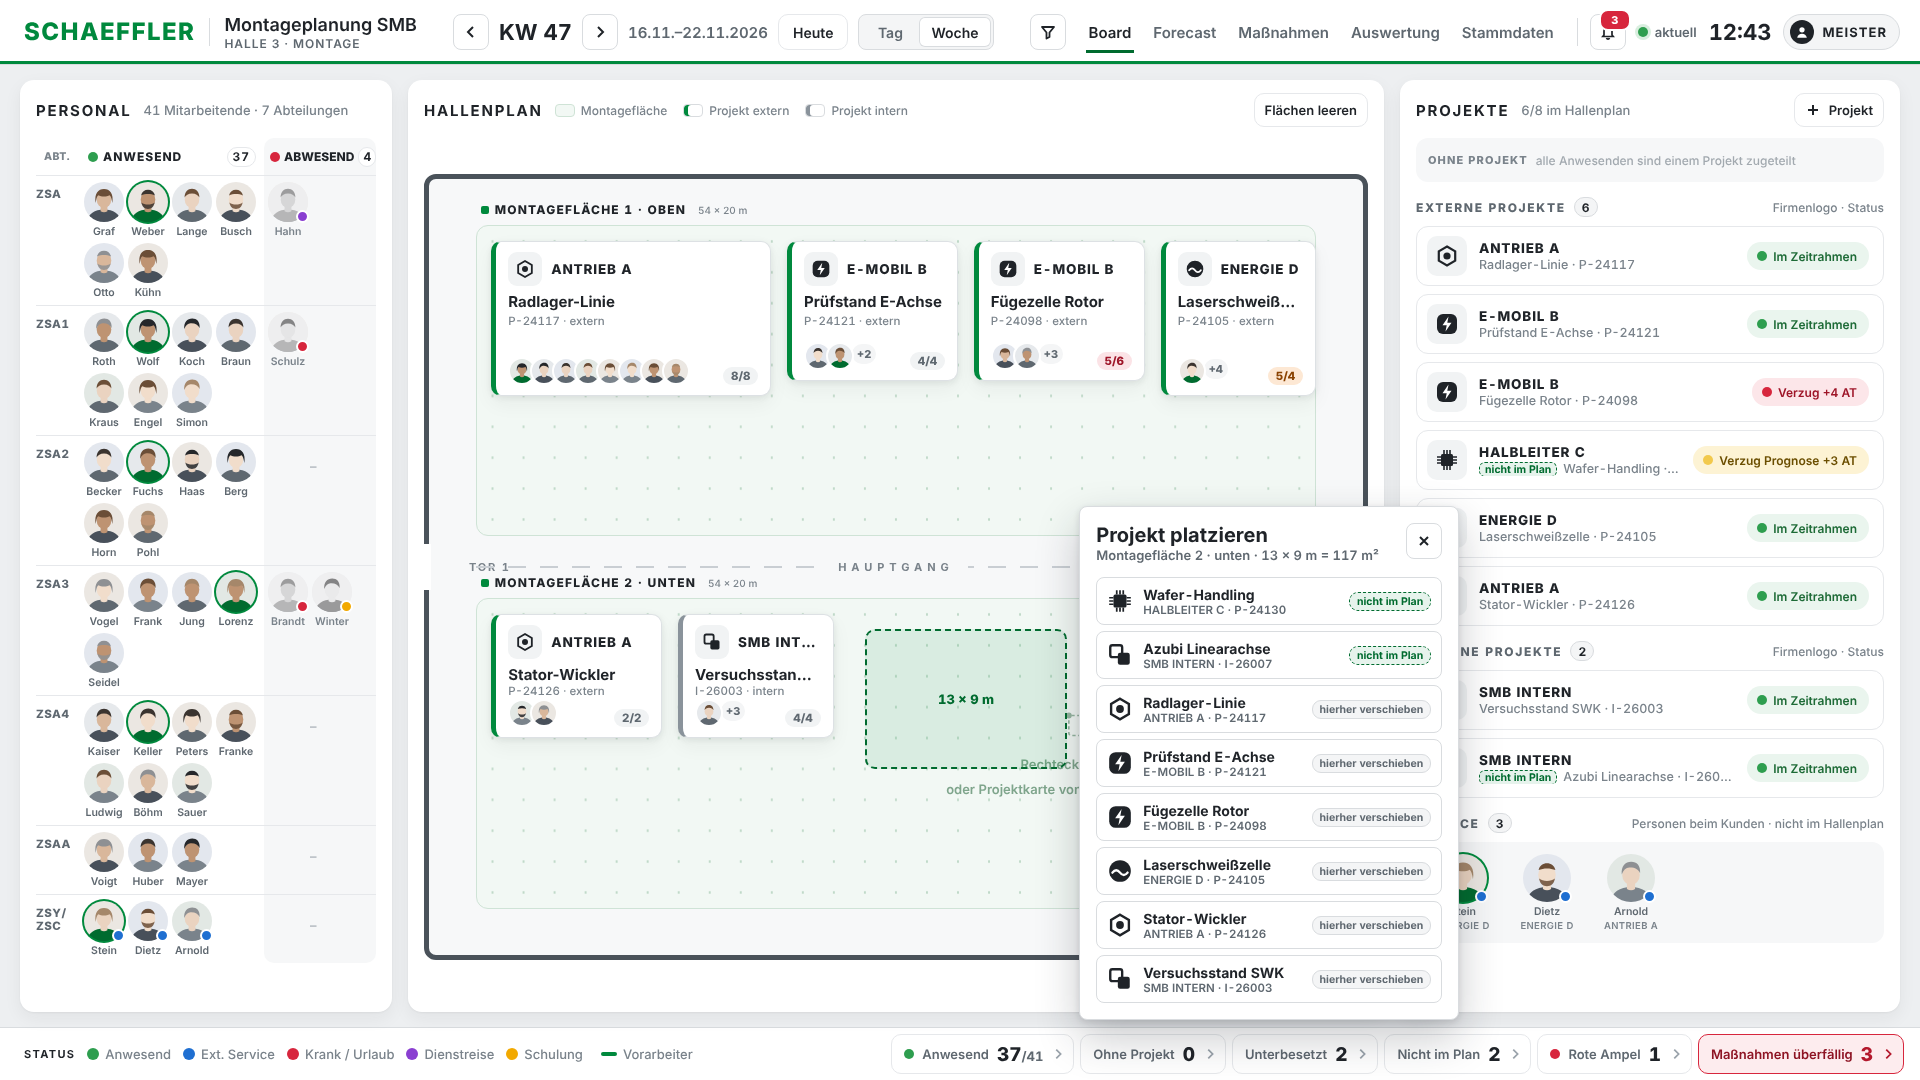 SCHAEFFLER
Montageplanung SMB
HALLE 3 · MONTAGE
KW 47
16.11.–22.11.2026
Heute
Tag
Woche
Board
Forecast
Maßnahmen
Auswertung
Stammdaten
3
aktuell
12:43
MEISTER
PERSONAL
41 Mitarbeitende · 7 Abteilungen
ABT.
ANWESEND
37
ABWESEND
4
ZSA
Graf
Weber
Lange
Busch
Hahn
Otto
Kühn
ZSA1
Roth
Wolf
Koch
Braun
Schulz
Kraus
Engel
Simon
ZSA2
Becker
Fuchs
Haas
Berg
–
Horn
Pohl
ZSA3
Vogel
Frank
Jung
Lorenz
Brandt
Winter
Seidel
ZSA4
Kaiser
Keller
Peters
Franke
–
Ludwig
Böhm
Sauer
ZSAA
Voigt
Huber
Mayer
–
ZSY/
ZSC
Stein
Dietz
Arnold
–
HALLENPLAN
Montagefläche
Projekt extern
Projekt intern
Flächen leeren
MONTAGEFLÄCHE 1 · OBEN
54 × 20 m
ANTRIEB A
Radlager-Linie
P-24117 · extern
8/8
E-MOBIL B
Prüfstand E-Achse
P-24121 · extern
+2
4/4
E-MOBIL B
Fügezelle Rotor
P-24098 · extern
+3
5/6
ENERGIE D
Laserschweiß...
P-24105 · extern
+4
5/4
TOR 1
HAUPTGANG
MONTAGEFLÄCHE 2 · UNTEN
54 × 20 m
ANTRIEB A
Stator-Wickler
P-24126 · extern
2/2
SMB INT...
Versuchsstan...
I-26003 · intern
+3
4/4
13 × 9 m
Rechteck
oder Projektkarte vor
Projekt platzieren
Montagefläche 2 · unten · 13 × 9 m = 117 m²
Wafer-Handling
HALBLEITER C · P-24130
nicht im Plan
Azubi Linearachse
SMB INTERN · I-26007
nicht im Plan
Radlager-Linie
ANTRIEB A · P-24117
hierher verschieben
Prüfstand E-Achse
E-MOBIL B · P-24121
hierher verschieben
Fügezelle Rotor
E-MOBIL B · P-24098
hierher verschieben
Laserschweißzelle
ENERGIE D · P-24105
hierher verschieben
Stator-Wickler
ANTRIEB A · P-24126
hierher verschieben
Versuchsstand SWK
SMB INTERN · I-26003
hierher verschieben
PROJEKTE
6/8 im Hallenplan
Projekt
OHNE PROJEKT
alle Anwesenden sind einem Projekt zugeteilt
EXTERNE PROJEKTE
6
Firmenlogo · Status
ANTRIEB A
Radlager-Linie · P-24117
Im Zeitrahmen
E-MOBIL B
Prüfstand E-Achse · P-24121
Im Zeitrahmen
E-MOBIL B
Fügezelle Rotor · P-24098
Verzug +4 AT
HALBLEITER C
nicht im Plan
Wafer-Handling ·...
Verzug Prognose +3 AT
ENERGIE D
Laserschweißzelle · P-24105
Im Zeitrahmen
ANTRIEB A
Stator-Wickler · P-24126
Im Zeitrahmen
NE PROJEKTE
2
Firmenlogo · Status
SMB INTERN
Versuchsstand SWK · I-26003
Im Zeitrahmen
SMB INTERN
nicht im Plan
Azubi Linearachse · I-260...
Im Zeitrahmen
CE
3
Personen beim Kunden · nicht im Hallenplan
tein
RGIE D
Dietz
ENERGIE D
Arnold
ANTRIEB A
STATUS
Anwesend
Ext. Service
Krank / Urlaub
Dienstreise
Schulung
Vorarbeiter
Anwesend 37/41
Ohne Projekt 0
Unterbesetzt 2
Nicht im Plan 2
Rote Ampel 1
Maßnahmen überfällig 3